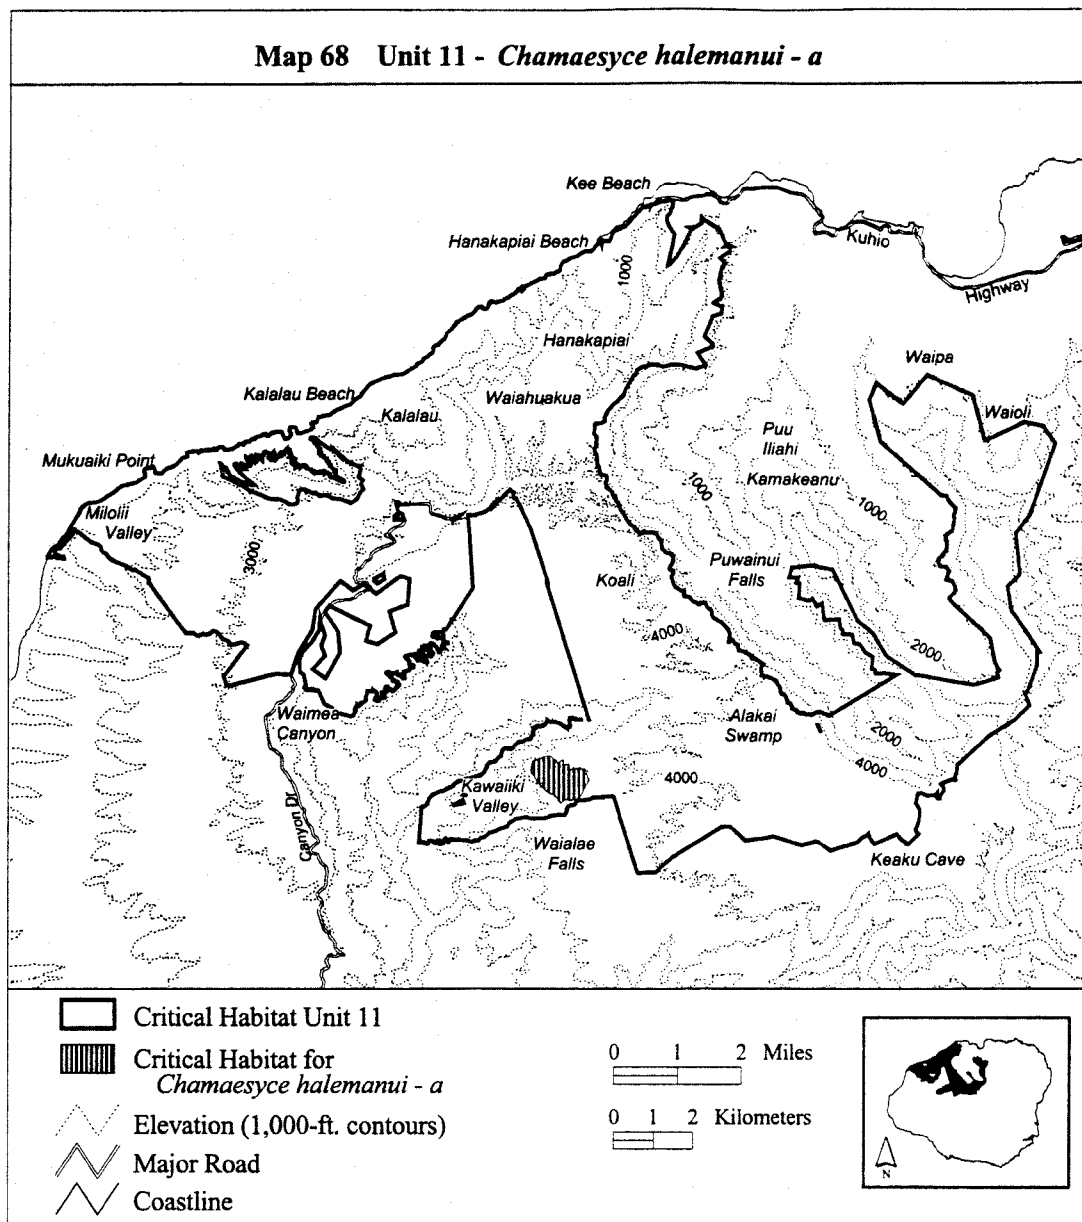 Map 68 Unit 11 - Chamaesyce halemanui - a
Kee Beach
Hanakapiai Beach
Kuhio
Highway
1000
Hanakapiai
Waipa
Kalalau Beach
Kalalau
Waiahuakua
Waioli
Puu
Iliahi
Mukuaiki Point
Kamakeanu
1000
1000
Milolii
Valley
3000
Koali
Puwainui
Falls
4000
2000
Waimea
Canyon
Alakai
Swamp
2000
4000
4000
Kawaiiki
Valley
Canyon Dr
Waialae
Falls
Keaku Cave
Critical Habitat Unit 11
Critical Habitat for
Chamaesyce halemanui - a
Elevation (1,000-ft. contours)
Major Road
Coastline
0 1 2 Miles
0 1 2 Kilometers
N